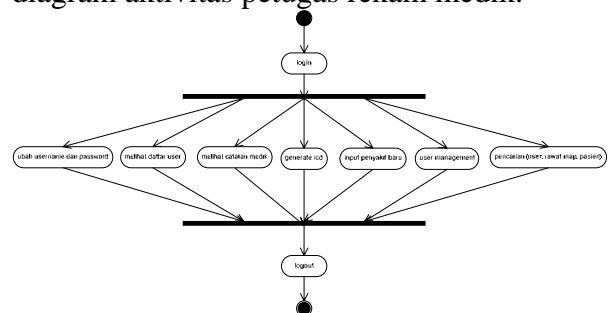 diagram aktivitas petugas rekam medik.
login
ubah username dan password
melihat daftar user
melihat catatan medik
generate icd
input penyakit baru
user management
pencarian (user, rawat inap, pasien)
logout